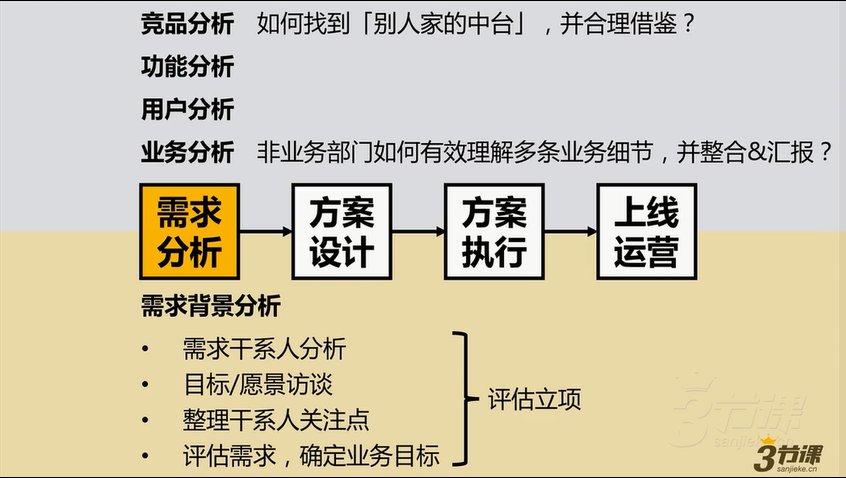 竞品分析 如何找到「别人家的中台」,并合理借鉴?
功能分析
用户分析
业务分析 非业务部门如何有效理解多条业务细节,并整合&汇报?
需求
分析
方案
设计
方案
执行
上线
运营
需求背景分析
• 需求干系人分析
• 目标/愿景访谈
• 整理干系人关注点
• 评估需求,确定业务目标
评估立项
3节课
sanjieke.cn
3节课
sanjieke.cn